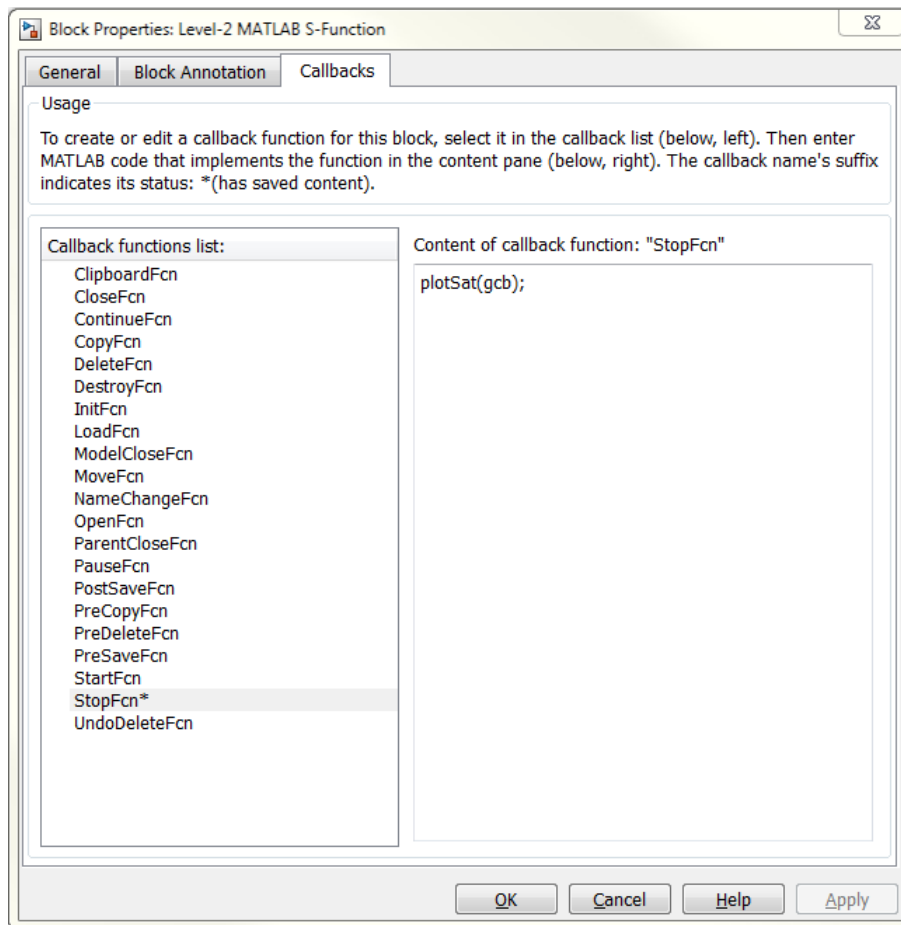 Block Properties: Level-2 MATLAB S-Function
General
Block Annotation
Callbacks
Usage
To create or edit a callback function for this block, select it in the callback list (below, left). Then enter
MATLAB code that implements the function in the content pane (below, right). The callback name's suffix
indicates its status: *(has saved content).
Callback functions list:
ClipboardFcn
CloseFcn
ContinueFcn
CopyFcn
DeleteFcn
DestroyFcn
InitFcn
LoadFcn
ModelCloseFcn
MoveFcn
NameChangeFcn
OpenFcn
ParentCloseFcn
PauseFcn
PostSaveFcn
PreCopyFcn
PreDeleteFcn
PreSaveFcn
StartFcn
StopFcn*
UndoDeleteFcn
Content of callback function: "StopFcn"
plotSat(gcb);
OK
Cancel
Help
Apply